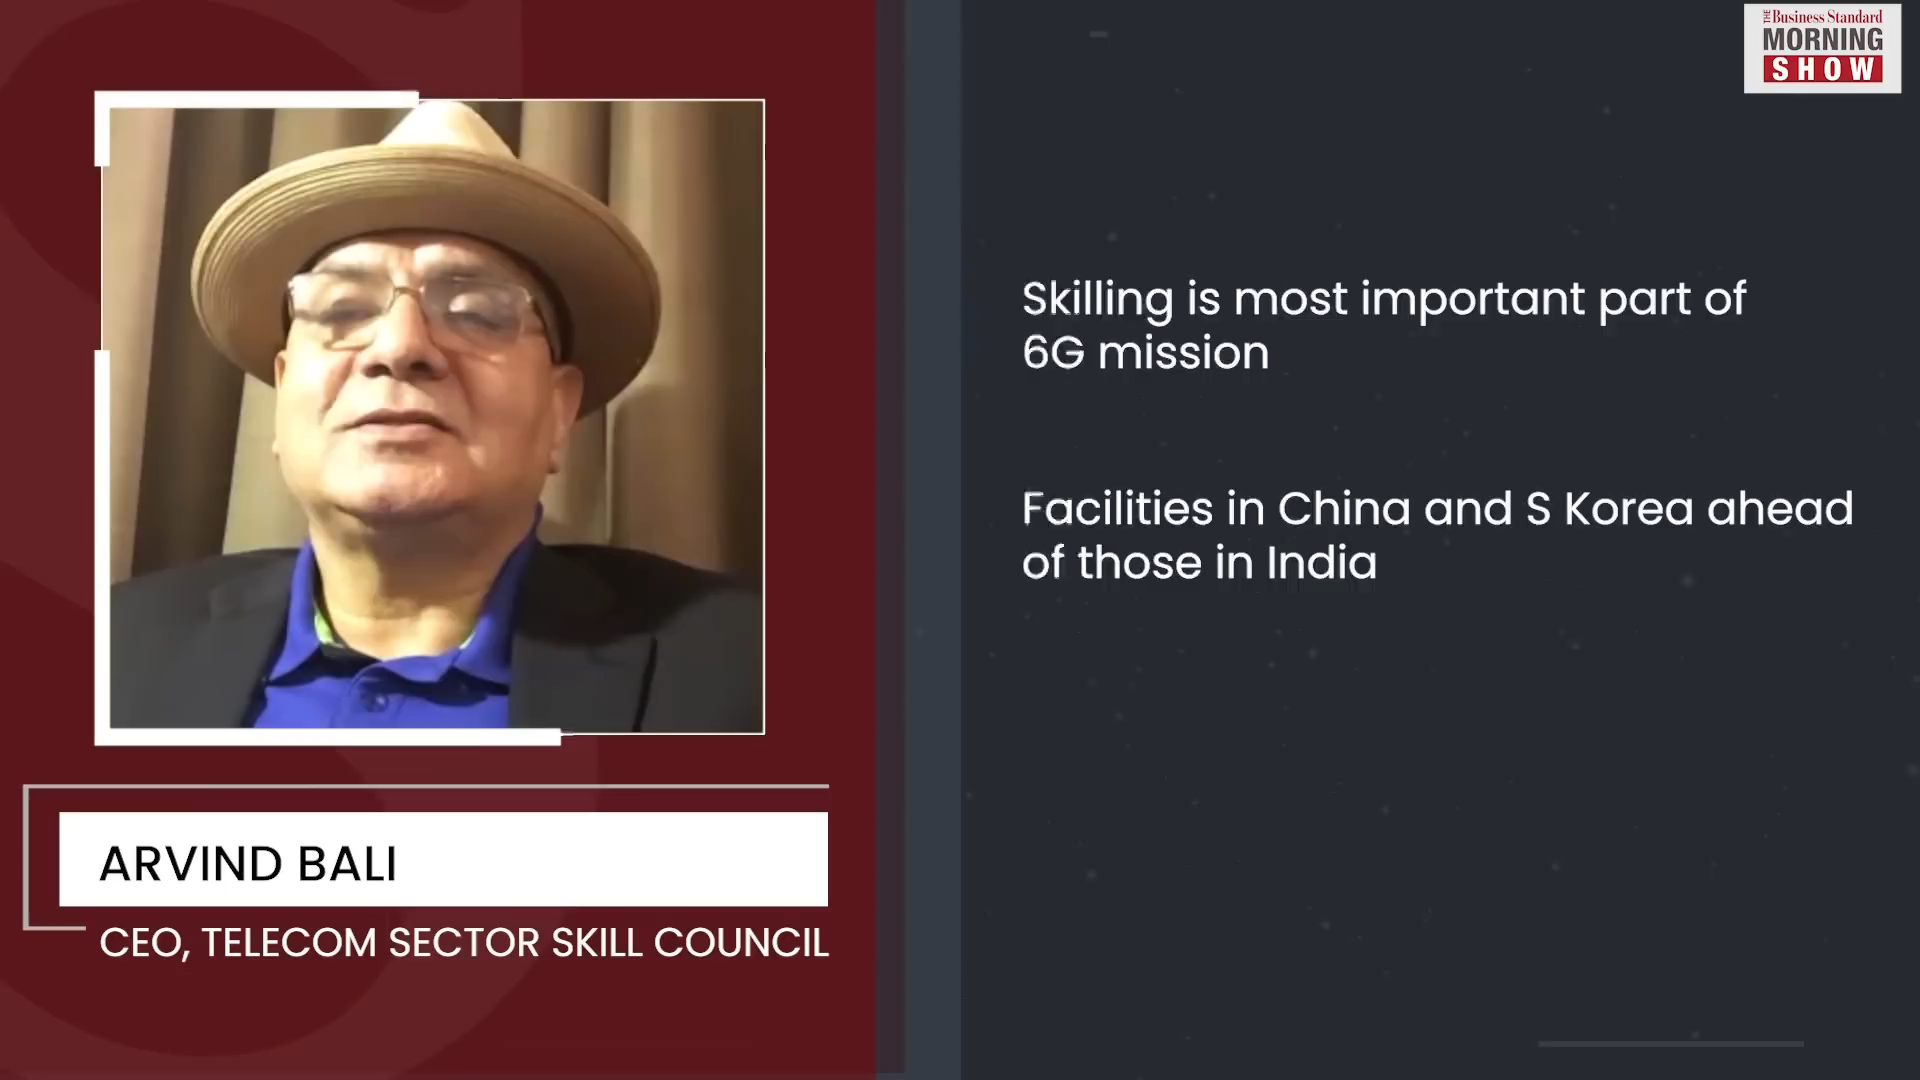 THE Business Standard
MORNING
SHOW
Skilling is most important part of
6G mission
Facilities in China and S Korea ahead
of those in India
ARVIND BALI
CEO, TELECOM SECTOR SKILL COUNCIL